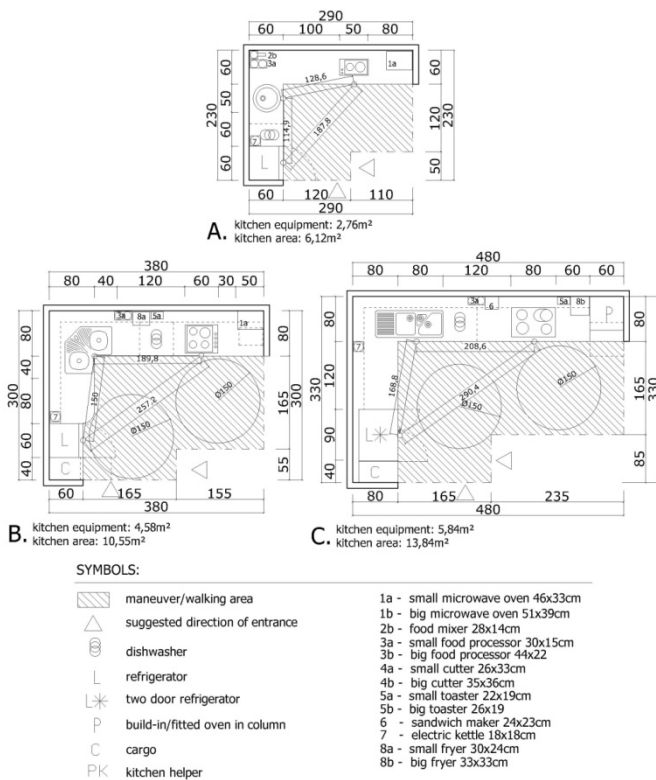 290
60 100 50 80
2b
3a
1a
128,6
114,9
187,8
7
L
230
60 50 60 60
230
60 120 50
60 120 110
290
A. kitchen equipment: 2,76m²
kitchen area: 6,12m²
380
80 40 120 60 30 50
3a 8a 5a
1a
189,8
150
257,2
Ø150
Ø150
7
L
C
300
80 40 80 60 40
300
80 165 55
60 165 155
380
B. kitchen equipment: 4,58m²
kitchen area: 10,55m²
480
80 80 120 80 60 60
3a 6
5a 8b
P
208,6
168,8
290,4
Ø150
Ø150
7
L
C
330
80 120 90 40
330
80 165 85
80 165 235
480
C. kitchen equipment: 5,84m²
kitchen area: 13,84m²
SYMBOLS:
maneuver/walking area
suggested direction of entrance
dishwasher
L refrigerator
L two door refrigerator
P build-in/fitted oven in column
C cargo
PK kitchen helper
1a - small microwave oven 46x33cm
1b - big microwave oven 51x39cm
2b - food mixer 28x14cm
3a - small food processor 30x15cm
3b - big food processor 44x22
4a - small cutter 26x33cm
4b - big cutter 35x36cm
5a - small toaster 22x19cm
5b - big toaster 26x19
6 - sandwich maker 24x23cm
7 - electric kettle 18x18cm
8a - small fryer 30x24cm
8b - big fryer 33x33cm